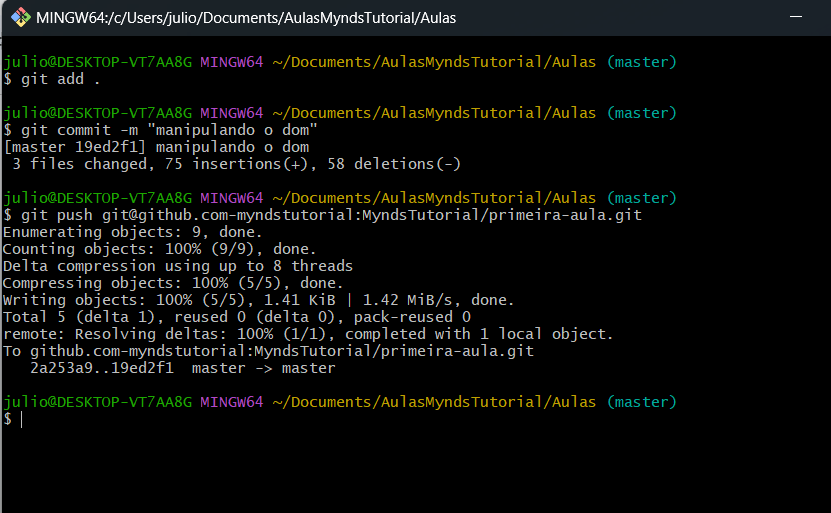 MINGW64:/c/Users/julio/Documents/AulasMyndsTutorial/Aulas
julio@DESKTOP-VT7AA8G MINGW64 ~/Documents/AulasMyndsTutorial/Aulas (master)
$ git add .
julio@DESKTOP-VT7AA8G MINGW64 ~/Documents/AulasMyndsTutorial/Aulas (master)
$ git commit -m "manipulando o dom"
[master 19ed2f1] manipulando o dom
 3 files changed, 75 insertions(+), 58 deletions(-)
julio@DESKTOP-VT7AA8G MINGW64 ~/Documents/AulasMyndsTutorial/Aulas (master)
$ git push git@github.com-myndstutorial:MyndsTutorial/primeira-aula.git
Enumerating objects: 9, done.
Counting objects: 100% (9/9), done.
Delta compression using up to 8 threads
Compressing objects: 100% (5/5), done.
Writing objects: 100% (5/5), 1.41 KiB | 1.42 MiB/s, done.
Total 5 (delta 1), reused 0 (delta 0), pack-reused 0
remote: Resolving deltas: 100% (1/1), completed with 1 local object.
To github.com-myndstutorial:MyndsTutorial/primeira-aula.git
   2a253a9..19ed2f1  master -> master
julio@DESKTOP-VT7AA8G MINGW64 ~/Documents/AulasMyndsTutorial/Aulas (master)
$